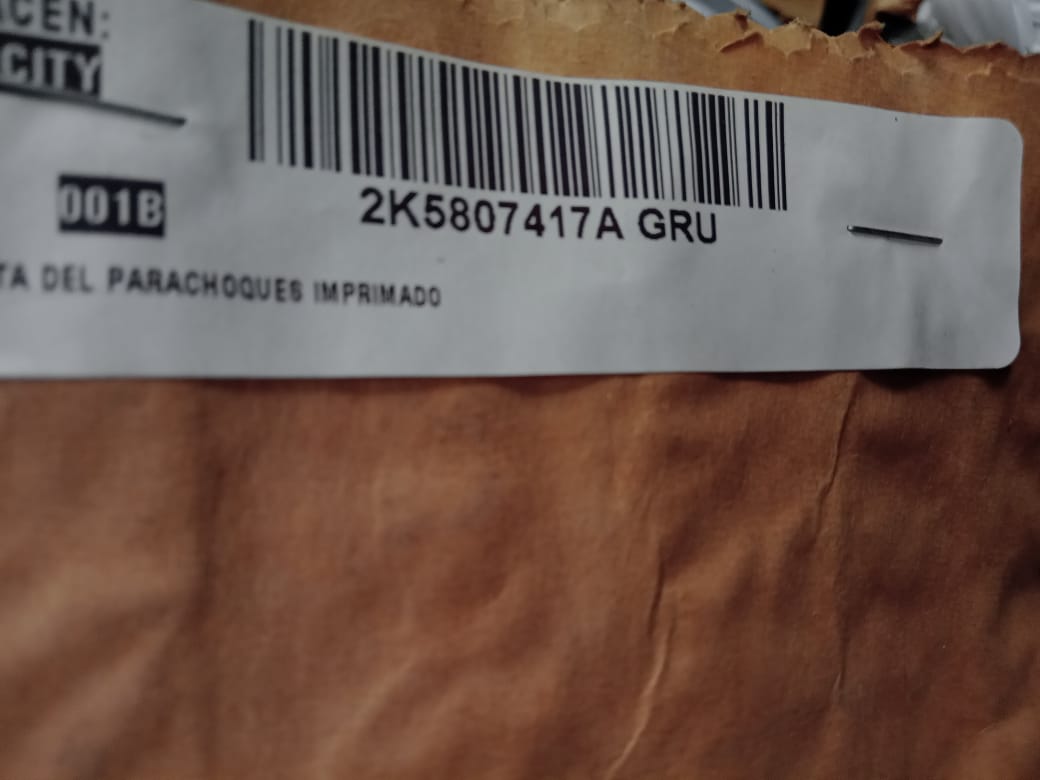 CITY
001B
2K5807417A GRU
DEL PARACHOQUES IMPRIMADO